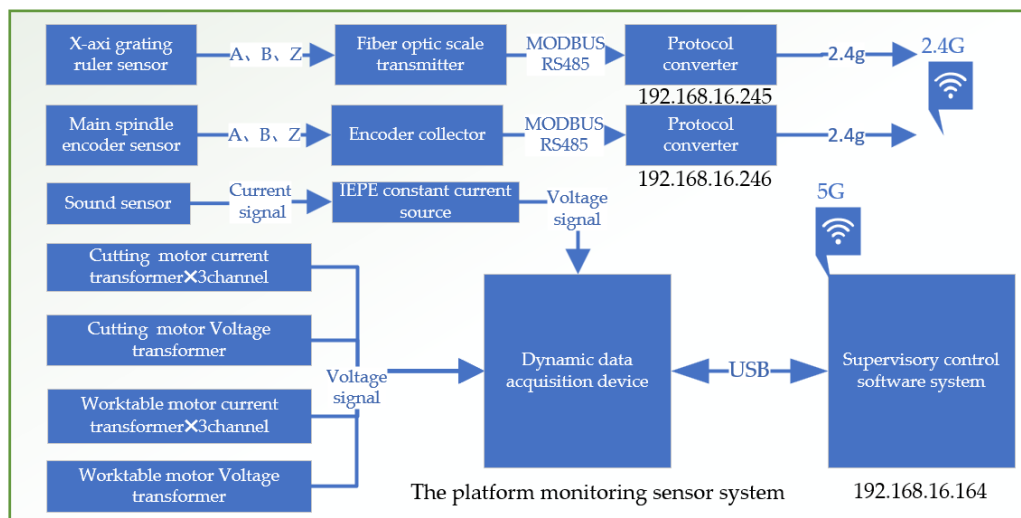 X-axi grating
ruler sensor
A、B、Z
Fiber optic scale
transmitter
MODBUS
RS485
Protocol
converter
2.4g
2.4G
192.168.16.245
Main spindle
encoder sensor
A、B、Z
Encoder collector
MODBUS
RS485
Protocol
converter
2.4g
192.168.16.246
Sound sensor
Current
signal
IEPE constant current
source
Voltage
signal
5G
Cutting motor current
transformer×3channel
Cutting motor Voltage
transformer
Voltage
signal
Worktable motor current
transformer×3channel
Worktable motor Voltage
transformer
Dynamic data
acquisition device
USB
Supervisory control
software system
The platform monitoring sensor system
192.168.16.164